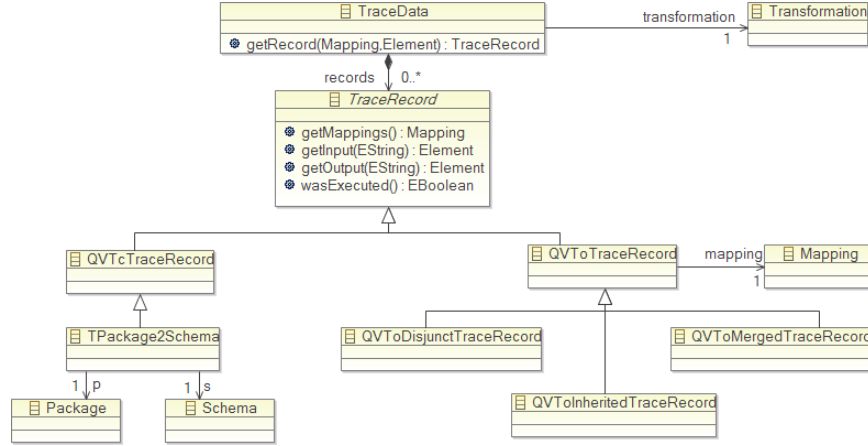 TraceData
getRecord(Mapping,Element) : TraceRecord
transformation
1
Transformation
records
0..*
TraceRecord
getMappings() : Mapping
getInput(EString) : Element
getOutput(EString) : Element
wasExecuted() : EBoolean
QVTcTraceRecord
QVToTraceRecord
mapping
1
Mapping
TPackage2Schema
QVToDisjunctTraceRecord
QVToMergedTraceRecord
1
p
1
s
Package
Schema
QVToInheritedTraceRecord